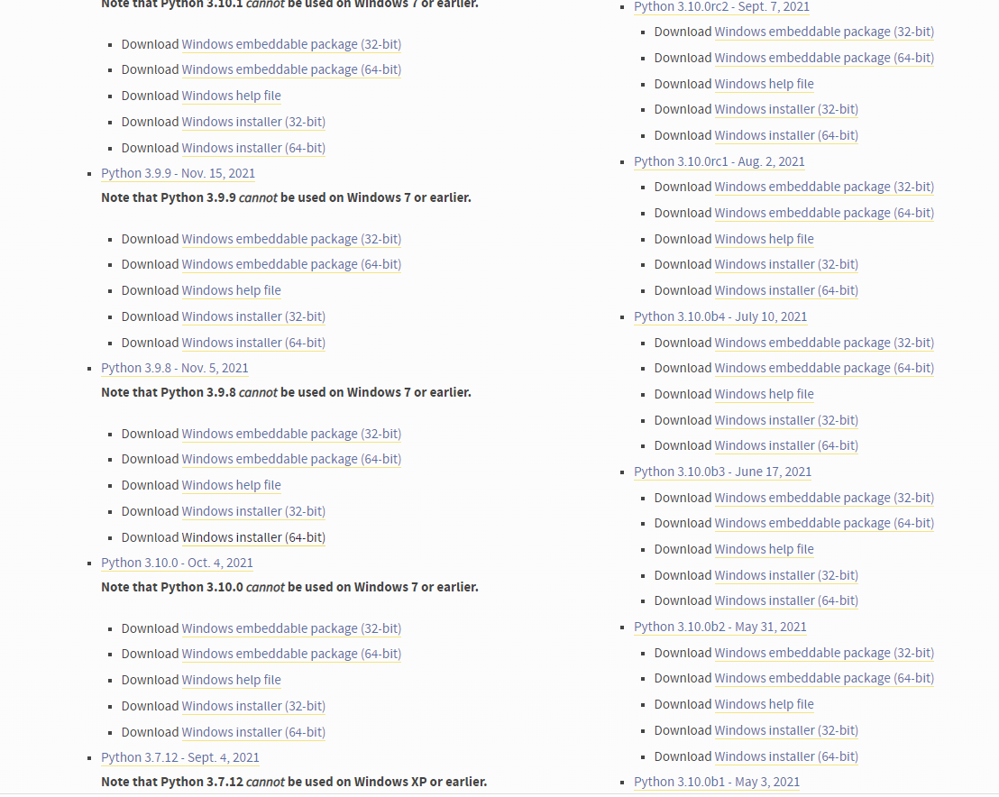 Note that Python 3.10.1 cannot be used on Windows 7 or earlier.
Download Windows embeddable package (32-bit)
Download Windows embeddable package (64-bit)
Download Windows help file
Download Windows installer (32-bit)
Download Windows installer (64-bit)
Python 3.9.9 - Nov. 15, 2021
Note that Python 3.9.9 cannot be used on Windows 7 or earlier.
Download Windows embeddable package (32-bit)
Download Windows embeddable package (64-bit)
Download Windows help file
Download Windows installer (32-bit)
Download Windows installer (64-bit)
Python 3.9.8 - Nov. 5, 2021
Note that Python 3.9.8 cannot be used on Windows 7 or earlier.
Download Windows embeddable package (32-bit)
Download Windows embeddable package (64-bit)
Download Windows help file
Download Windows installer (32-bit)
Download Windows installer (64-bit)
Python 3.10.0 - Oct. 4, 2021
Note that Python 3.10.0 cannot be used on Windows 7 or earlier.
Download Windows embeddable package (32-bit)
Download Windows embeddable package (64-bit)
Download Windows help file
Download Windows installer (32-bit)
Download Windows installer (64-bit)
Python 3.7.12 - Sept. 4, 2021
Note that Python 3.7.12 cannot be used on Windows XP or earlier.
Python 3.10.0rc2 - Sept. 7, 2021
Download Windows embeddable package (32-bit)
Download Windows embeddable package (64-bit)
Download Windows help file
Download Windows installer (32-bit)
Download Windows installer (64-bit)
Python 3.10.0rc1 - Aug. 2, 2021
Download Windows embeddable package (32-bit)
Download Windows embeddable package (64-bit)
Download Windows help file
Download Windows installer (32-bit)
Download Windows installer (64-bit)
Python 3.10.0b4 - July 10, 2021
Download Windows embeddable package (32-bit)
Download Windows embeddable package (64-bit)
Download Windows help file
Download Windows installer (32-bit)
Download Windows installer (64-bit)
Python 3.10.0b3 - June 17, 2021
Download Windows embeddable package (32-bit)
Download Windows embeddable package (64-bit)
Download Windows help file
Download Windows installer (32-bit)
Download Windows installer (64-bit)
Python 3.10.0b2 - May 31, 2021
Download Windows embeddable package (32-bit)
Download Windows embeddable package (64-bit)
Download Windows help file
Download Windows installer (32-bit)
Download Windows installer (64-bit)
Python 3.10.0b1 - May 3, 2021